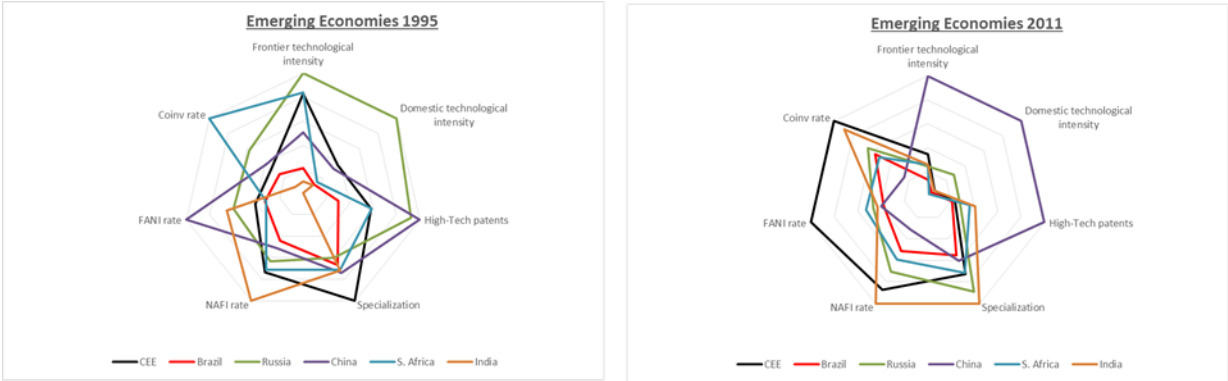 Emerging Economies 1995
Frontier technological
intensity
Domestic technological
intensity
High-Tech patents
Specialization
NAFI rate
FANI rate
Coinv rate
CEE Brazil Russia China S. Africa India
Emerging Economies 2011
Frontier technological
intensity
Domestic technological
intensity
High-Tech patents
Specialization
NAFI rate
FANI rate
Coinv rate
CEE Brazil Russia China S. Africa India